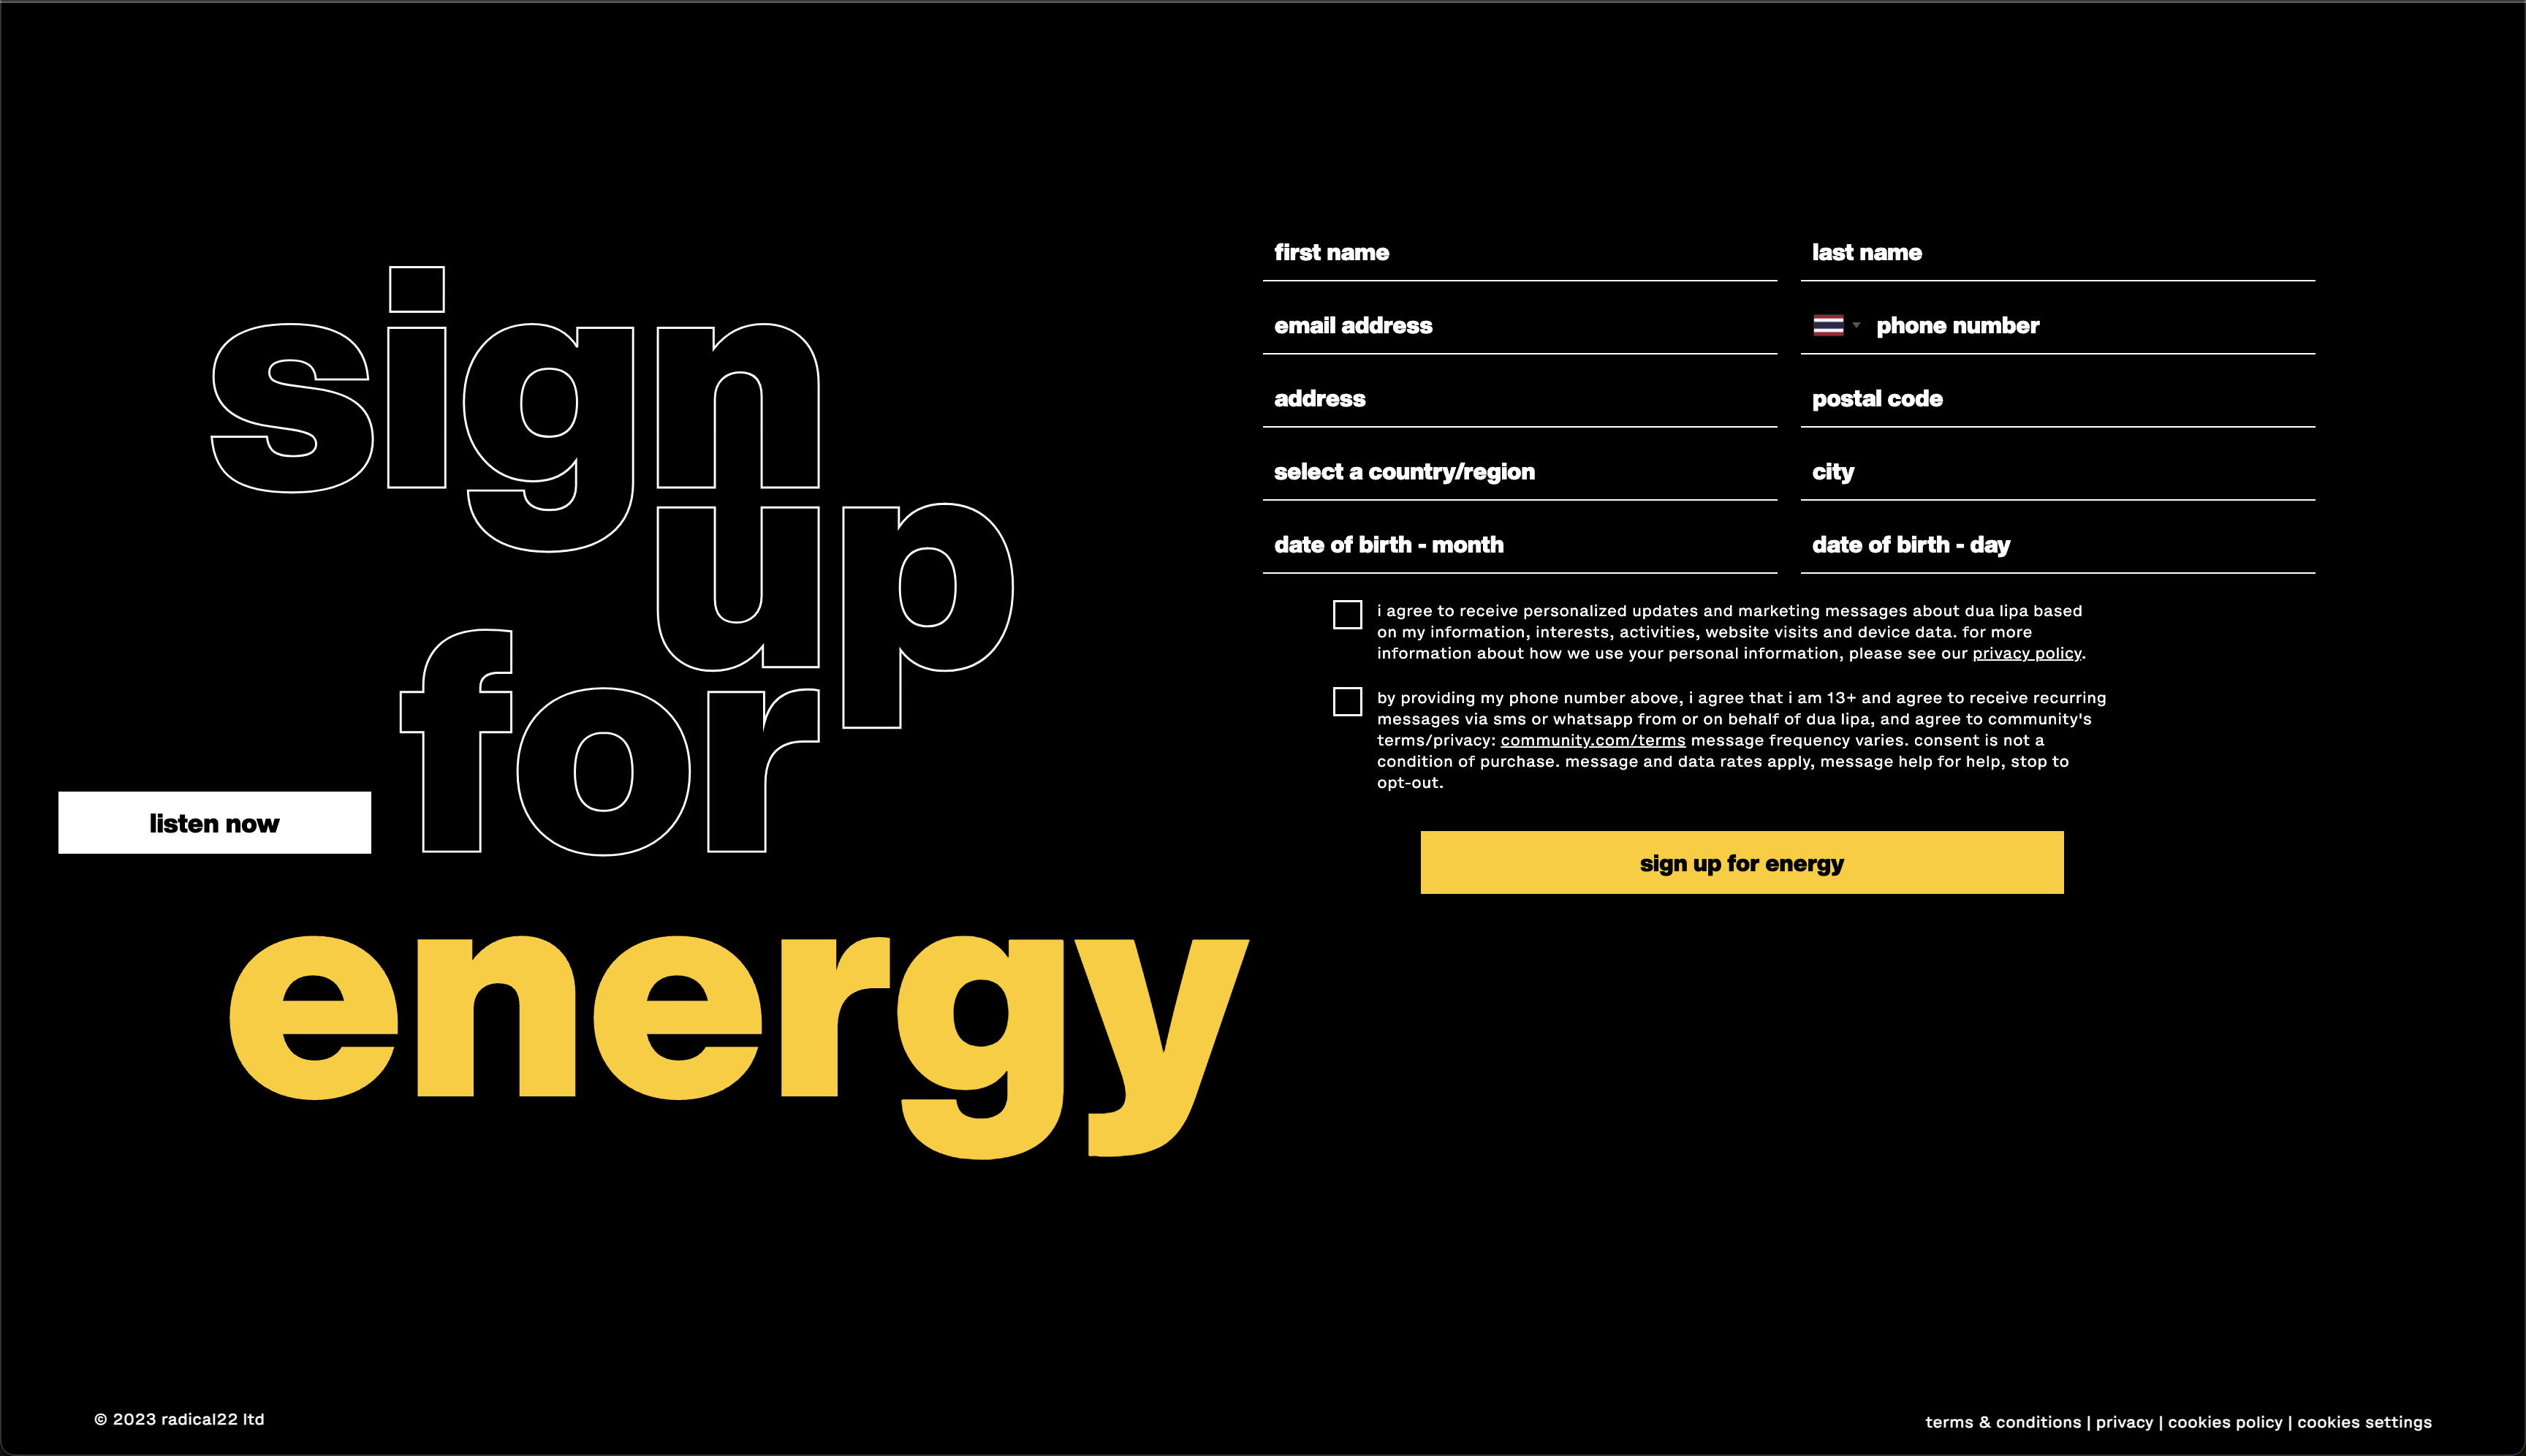 sign
up
for
listen now
energy
first name
last name
email address
phone number
address
postal code
select a country/region
city
date of birth - month
date of birth - day
i agree to receive personalized updates and marketing messages about dua lipa based
on my information, interests, activities, website visits and device data. for more
information about how we use your personal information, please see our privacy policy.
by providing my phone number above, i agree that i am 13+ and agree to receive recurring
messages via sms or whatsapp from or on behalf of dua lipa, and agree to community's
terms/privacy: community.com/terms message frequency varies. consent is not a
condition of purchase. message and data rates apply, message help for help, stop to
opt-out.
sign up for energy
© 2023 radical22 ltd
terms & conditions | privacy | cookies policy | cookies settings